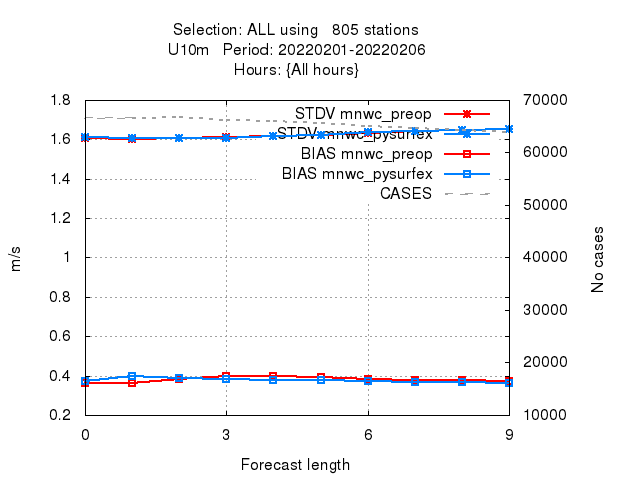 Selection: ALL using   805 stations
U10m   Period: 20220201-20220206
Hours: {All hours}
1.8
1.6
1.4
1.2
1
0.8
0.6
0.4
0.2
m/s
STDV mnwc_preop
STDV mnwc_pysurfex
BIAS mnwc_preop
BIAS mnwc_pysurfex
CASES
70000
60000
50000
40000
30000
20000
10000
No cases
0 3 6 9
Forecast length